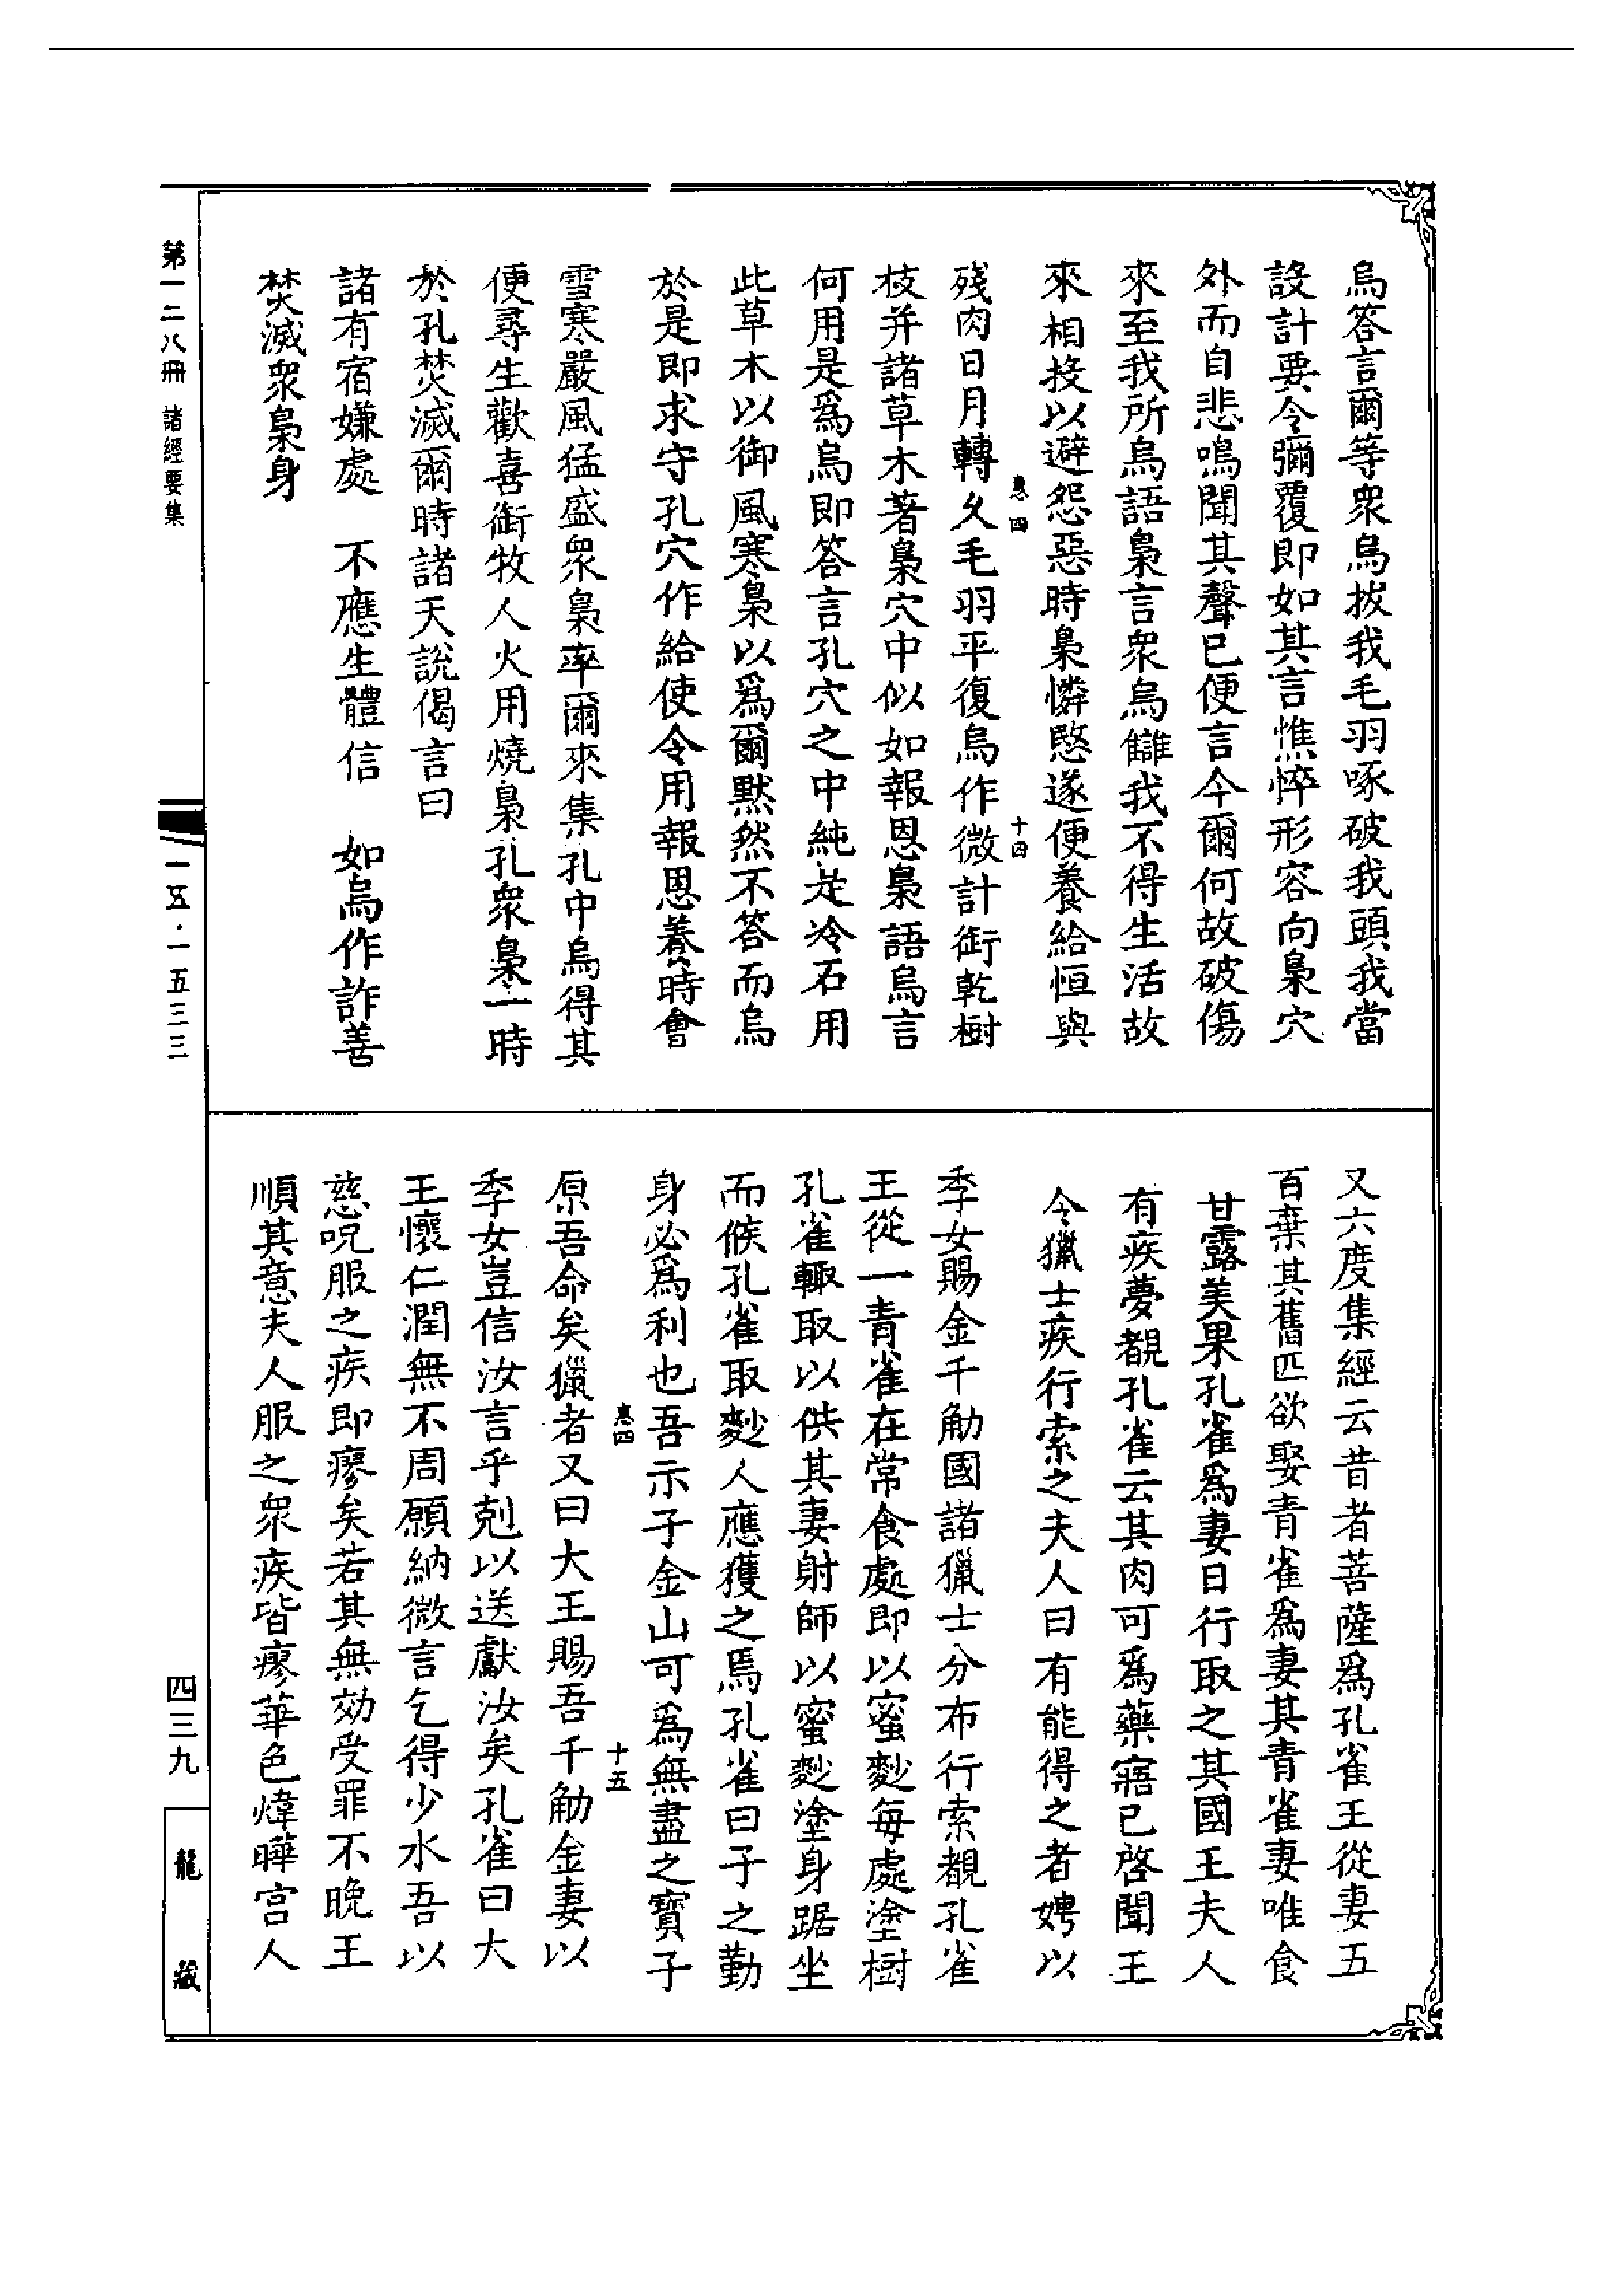 烏答言爾等衆烏拔我毛羽啄破我頭我當
設計要令彌覆即如其言憔悴形容向梟穴
外而自悲鳴聞其聲已便言今爾何故破傷
來至我所烏語梟言衆烏讎我不得生活故
來相投以避怨惡時梟憐愍遂便養給恒與
惠四
十四
殘肉日月轉久毛羽平復烏作微計銜乾樹
枝并諸草木著梟穴中似如報恩梟語烏言
何用是爲烏即答言孔穴之中純是冷石用
此草木以御風寒梟以爲爾默然不答而烏
於是即求守孔穴作給使令用報恩養時會
雪寒嚴風猛盛衆梟率爾來集孔中烏得其
便尋生歡喜銜牧人火用燒梟孔衆梟一時
於孔焚滅爾時諸天說偈言曰
諸有宿嫌處　不應生體信　如烏作詐善
焚滅衆梟身
又六度集經云昔者菩薩爲孔雀王從妻五
百棄其舊匹欲娶青雀爲妻其青雀妻唯食
甘露美果孔雀爲妻日行取之其國王夫人
有疾夢覩孔雀云其肉可爲藥寤已啓聞王
令獵士疾行索之夫人曰有能得之者娉以
季女賜金千觔國諸獵士分布行索覩孔雀
王從一青雀在常食處即以蜜麨每處塗樹
孔雀輙取以供其妻射師以蜜麨塗身踞坐
而候孔雀取麨人應獲之焉孔雀曰子之勤
身必爲利也吾示子金山可爲無盡之寶子
惠四
十五
原吾命矣獵者又曰大王賜吾千觔金妻以
季女豈信汝言乎剋以送獻汝矣孔雀曰大
王懷仁潤無不周願納微言乞得少水吾以
慈呪服之疾即瘳矣若其無効受罪不晚王
順其意夫人服之衆疾皆瘳華色煒曄宮人
第一二八冊　諸經要集
一五·一五三三
四三九
龍藏